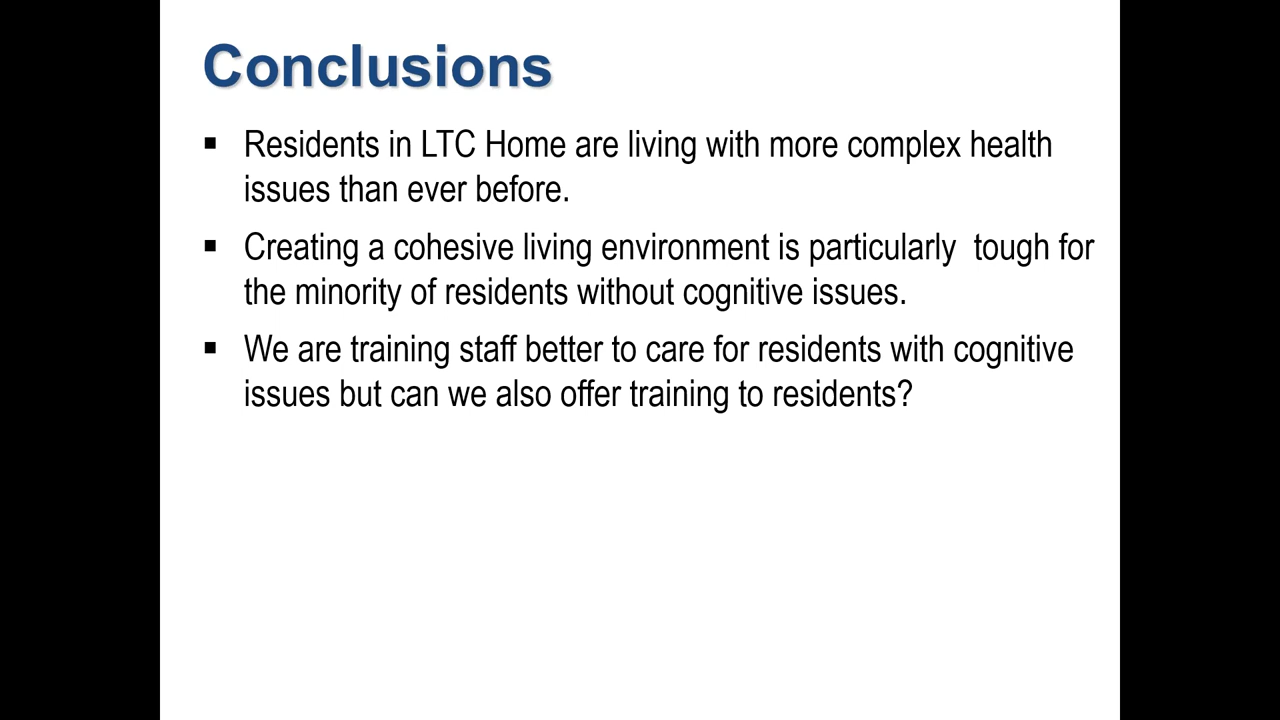 Conclusions
▪ Residents in LTC Home are living with more complex health
issues than ever before.
▪ Creating a cohesive living environment is particularly  tough for
the minority of residents without cognitive issues.
▪ We are training staff better to care for residents with cognitive
issues but can we also offer training to residents?